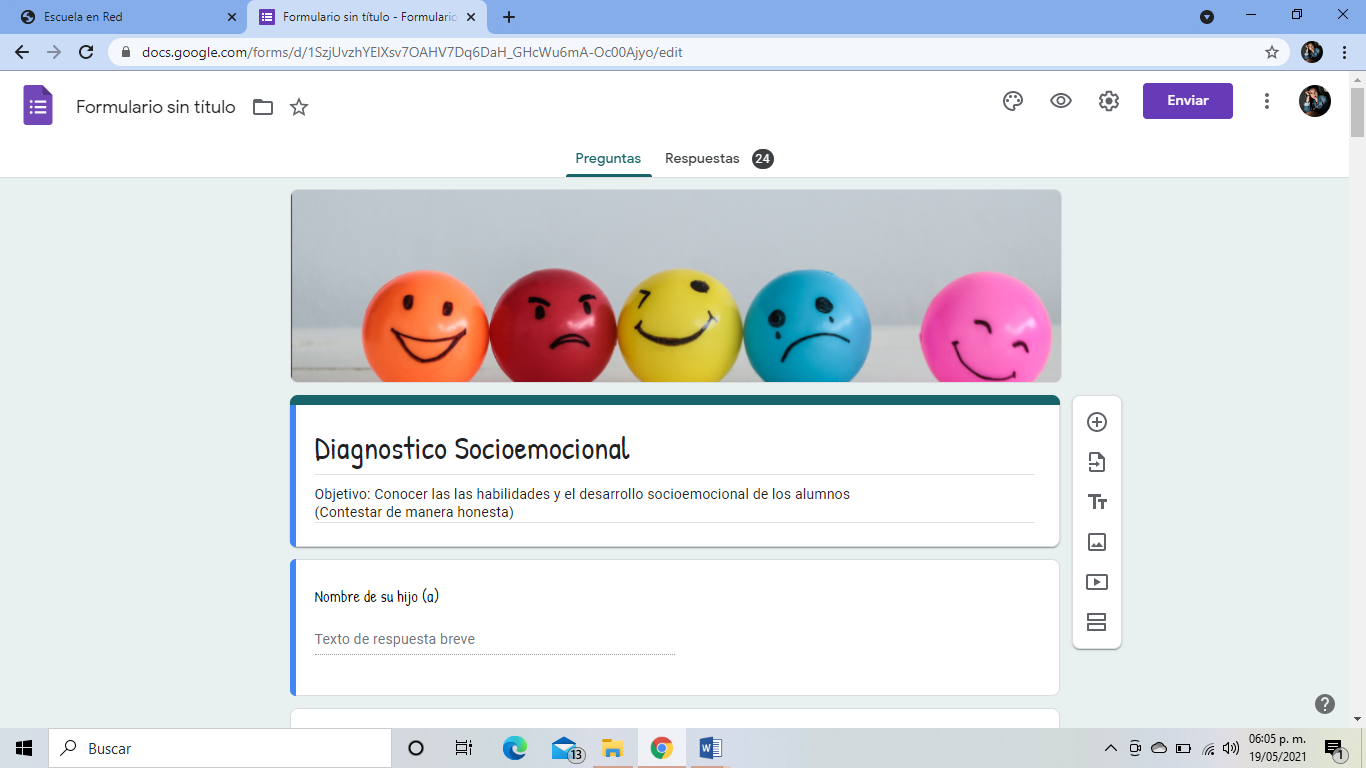 Escuela en Red
Formulario sin título - Formulario
docs.google.com/forms/d/1SzjUvzhYEIXsv7OAHV7Dq6DaH_GHcWu6mA-Oc00Ajyo/edit
Formulario sin título
Enviar
Preguntas
Respuestas 24
Diagnostico Socioemocional
Objetivo: Conocer las las habilidades y el desarrollo socioemocional de los alumnos
(Contestar de manera honesta)
Nombre de su hijo (a)
Texto de respuesta breve
Buscar
13
06:05 p. m.
19/05/2021
1